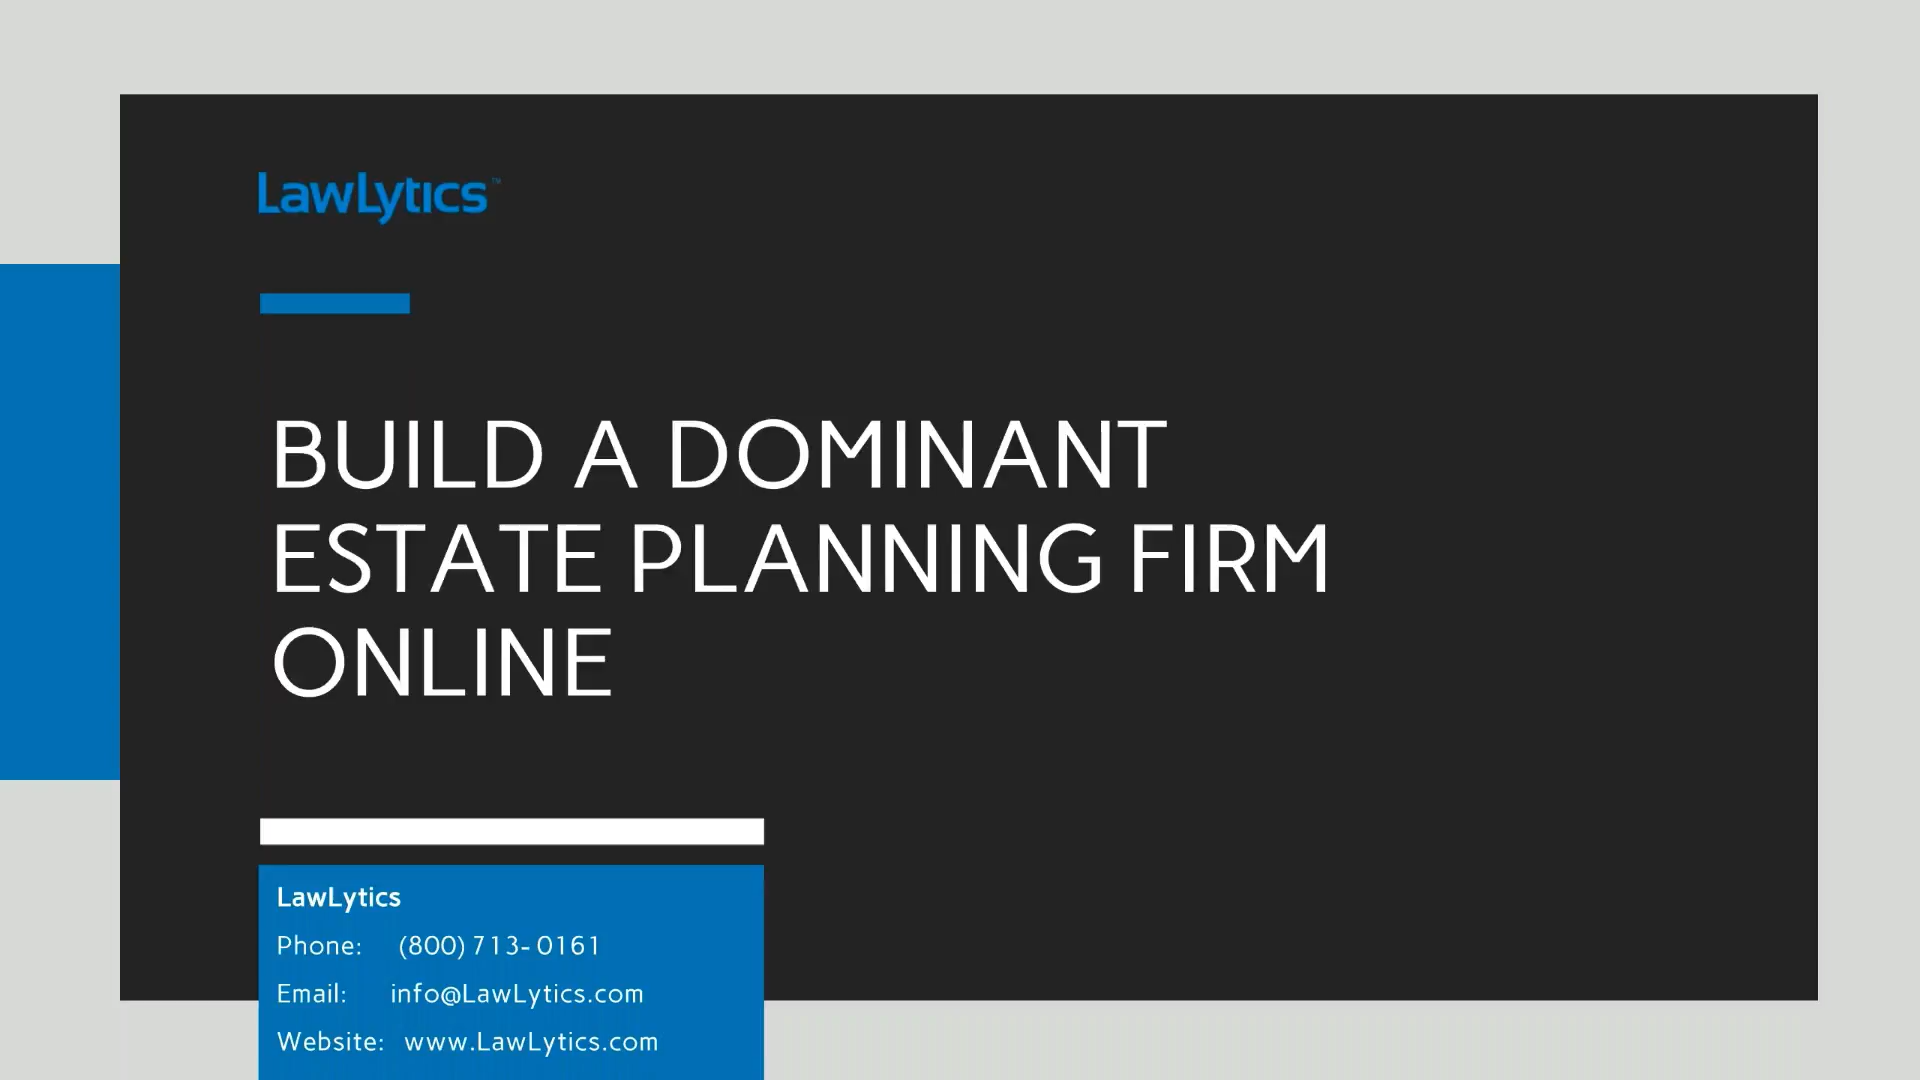 LawLytics™
BUILD A DOMINANT
ESTATE PLANNING FIRM
ONLINE
LawLytics
Phone: (800) 713- 0161
Email: info@LawLytics.com
Website: www.LawLytics.com